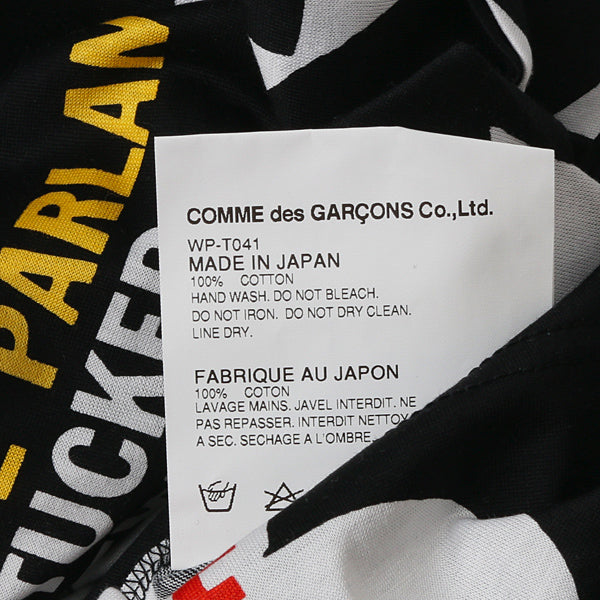 PARLAN
FUCKED
COMME des GARÇONS Co.,Ltd.
WP-T041
MADE IN JAPAN
100% COTTON
HAND WASH. DO NOT BLEACH.
DO NOT IRON. DO NOT DRY CLEAN.
LINE DRY.
FABRIQUE AU JAPON
100% COTON
LAVAGE MAINS. JAVEL INTERDIT. NE
PAS REPASSER. INTERDIT NETTOY
A SEC. SECHAGE A L'OMBRE.